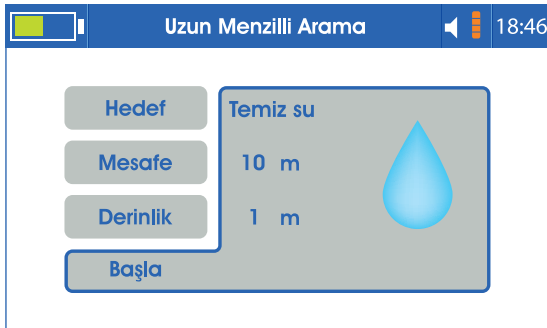 Uzun Menzilli Arama 18:46
Hedef Temiz su
Mesafe 10 m
Derinlik 1 m
Başla